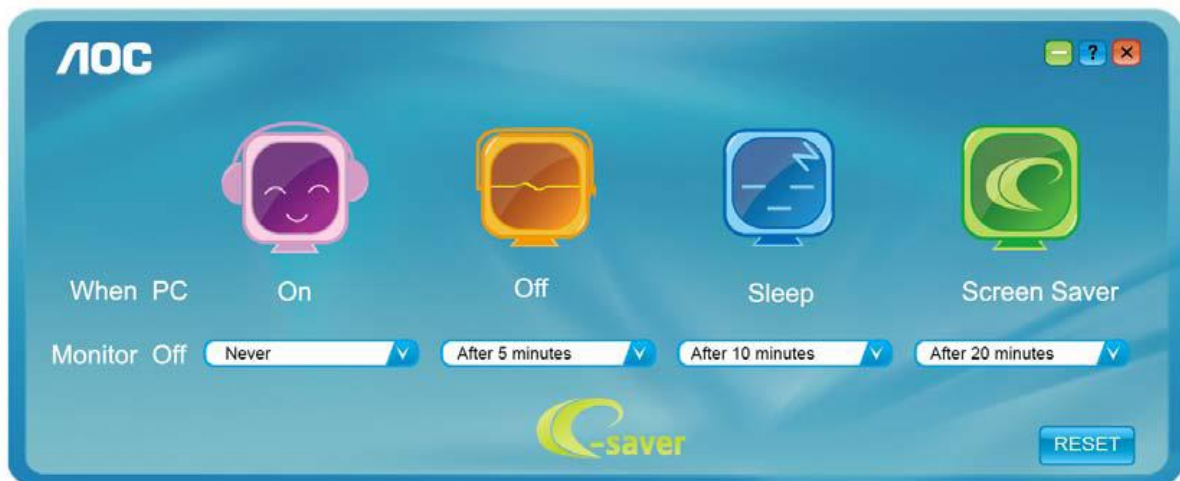 AOC
?
When PC On Off Sleep Screen Saver
Monitor Off Never After 5 minutes After 10 minutes After 20 minutes
e-saver
RESET